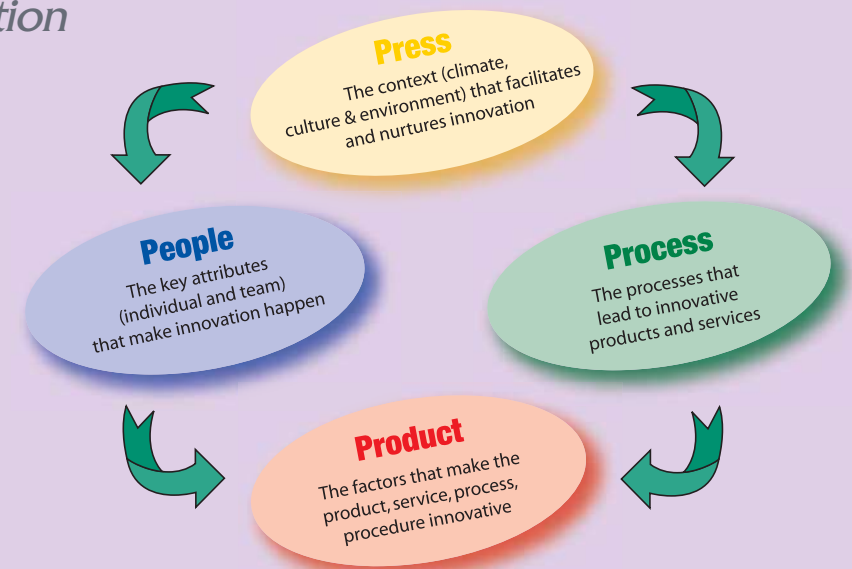 tion
Press
The context (climate,
culture & environment) that facilitates
and nurtures innovation
People
The key attributes
(individual and team)
that make innovation happen
Process
The processes that
lead to innovative
products and services
Product
The factors that make the
product, service, process,
procedure innovative